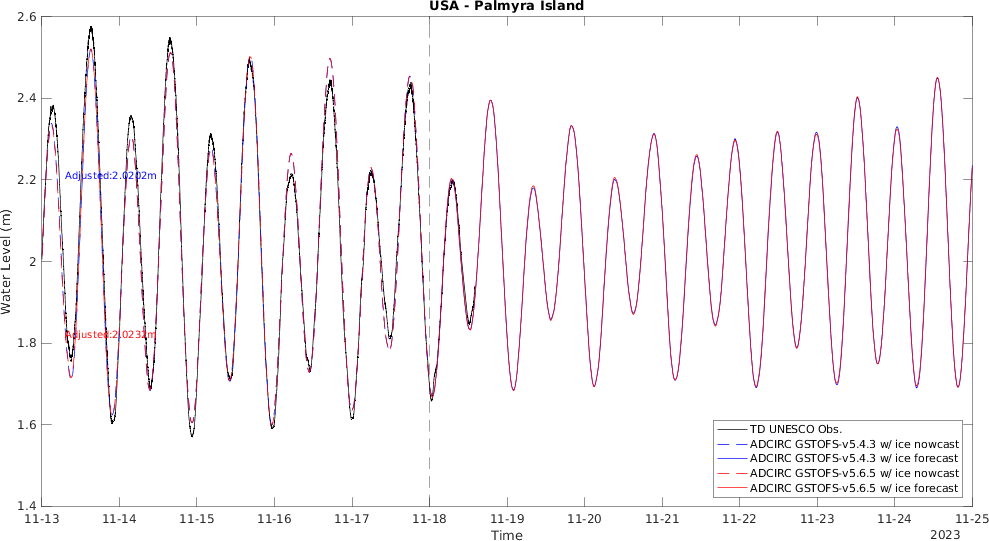 USA - Palmyra Island
2.6
2.4
2.2
2
1.8
1.6
1.4
Water Level (m)
Adjusted:2.0202m
Adjusted:2.0232m
TD UNESCO Obs.
ADCIRC GSTOFS-v5.4.3 w/ ice nowcast
ADCIRC GSTOFS-v5.4.3 w/ ice forecast
ADCIRC GSTOFS-v5.6.5 w/ ice nowcast
ADCIRC GSTOFS-v5.6.5 w/ ice forecast
11-13 11-14 11-15 11-16 11-17 11-18 11-19 11-20 11-21 11-22 11-23 11-24 11-25
Time
2023